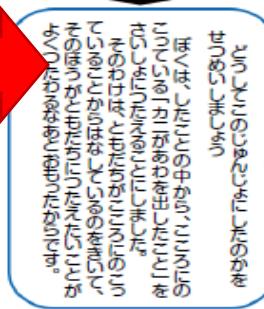 どうしてこのじゅんじょにしたのかを
せつめいしましょう
ぼくは、したことの中から、こころにの
こっている「カニがあわを出したこと」を
さいしょにつたえることにしました。
そのわけは、ともだちがこころにのこっ
ていることからはなしているのをきいて、
そのほうがともだちにつたえたいことが
よくつたわるなあとおもったからです。